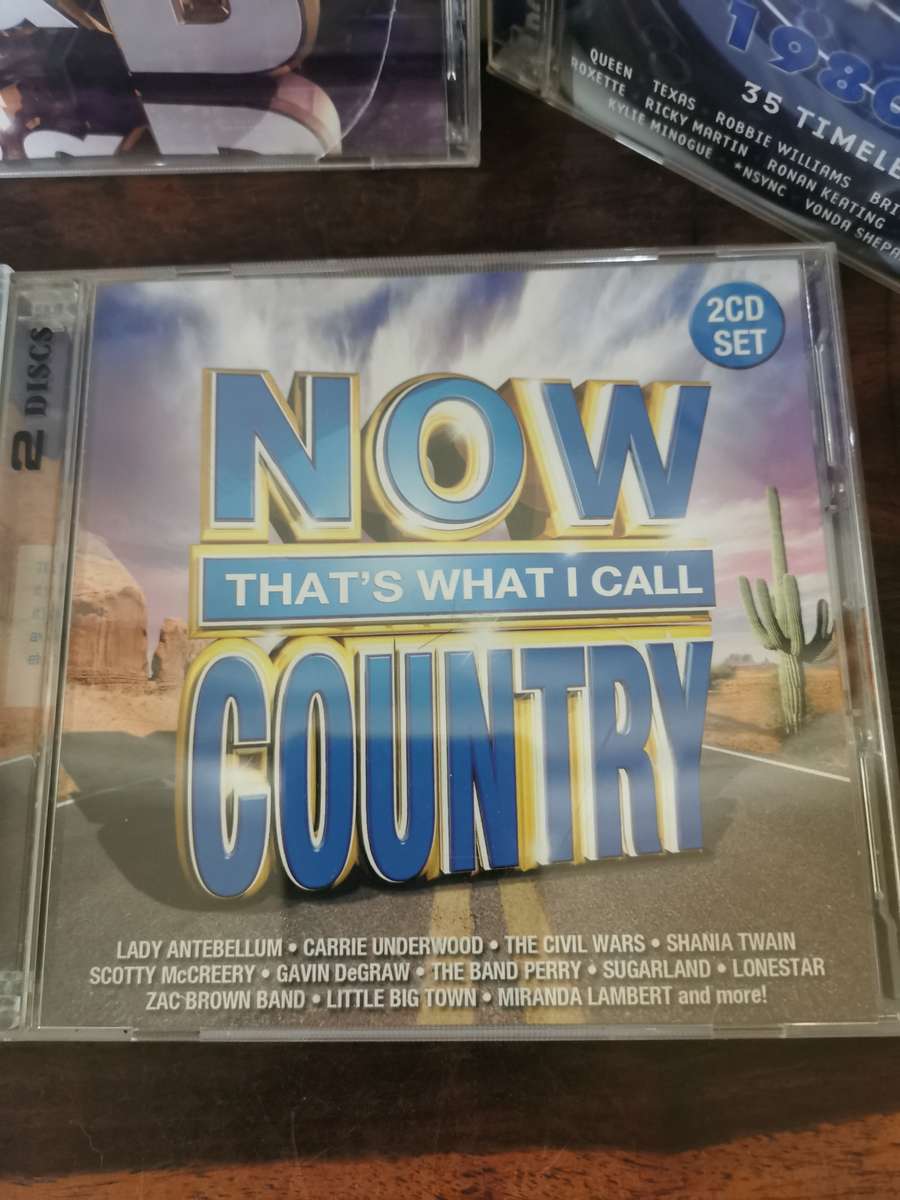 1980
35 TIMELE
QUEEN TEXAS ROBBIE WILLIAMS BRI
ROXETTE RICKY MARTIN RONAN KEATING
KYLIE MINOGUE *NSYNC VONDA SHEPA
2 DISCS
2CD
SET
NOW
THAT'S WHAT I CALL
COUNTRY
LADY ANTEBELLUM • CARRIE UNDERWOOD • THE CIVIL WARS • SHANIA TWAIN
SCOTTY McCREERY • GAVIN DeGRAW • THE BAND PERRY • SUGARLAND • LONESTAR
ZAC BROWN BAND • LITTLE BIG TOWN • MIRANDA LAMBERT and more!